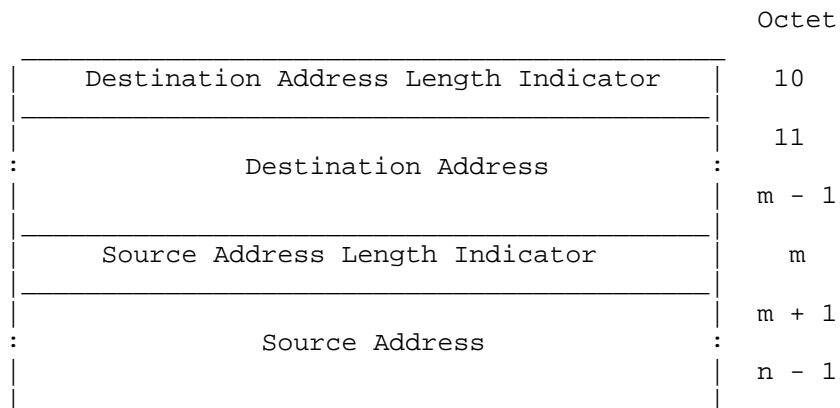 Octet
Destination Address Length Indicator 10
11
Destination Address
m - 1
Source Address Length Indicator m
m + 1
Source Address
n - 1